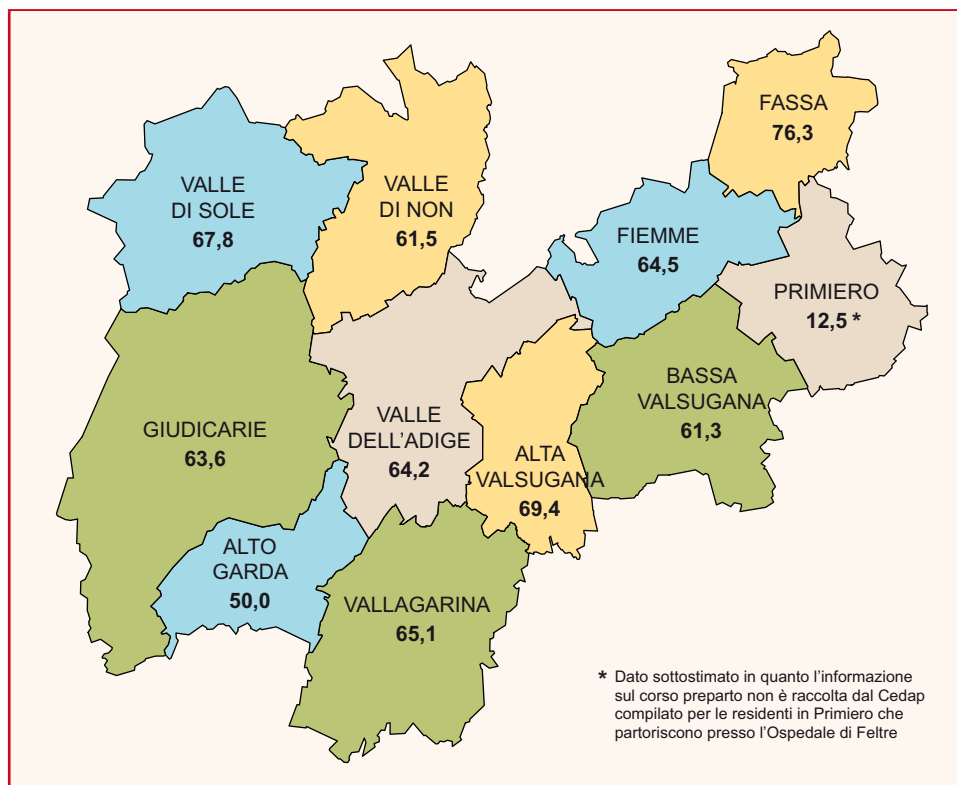 FASSA
76,3
VALLE
DI SOLE
67,8
VALLE
DI NON
61,5
FIEMME
64,5
PRIMIERO
12,5 *
BASSA
VALSUGANA
61,3
GIUDICARIE
63,6
VALLE
DELL’ADIGE
64,2
ALTA
VALSUGANA
69,4
ALTO
GARDA
50,0
VALLAGARINA
65,1
* Dato sottostimato in quanto l’informazione
sul corso preparto non è raccolta dal Cedap
compilato per le residenti in Primiero che
partoriscono presso l’Ospedale di Feltre